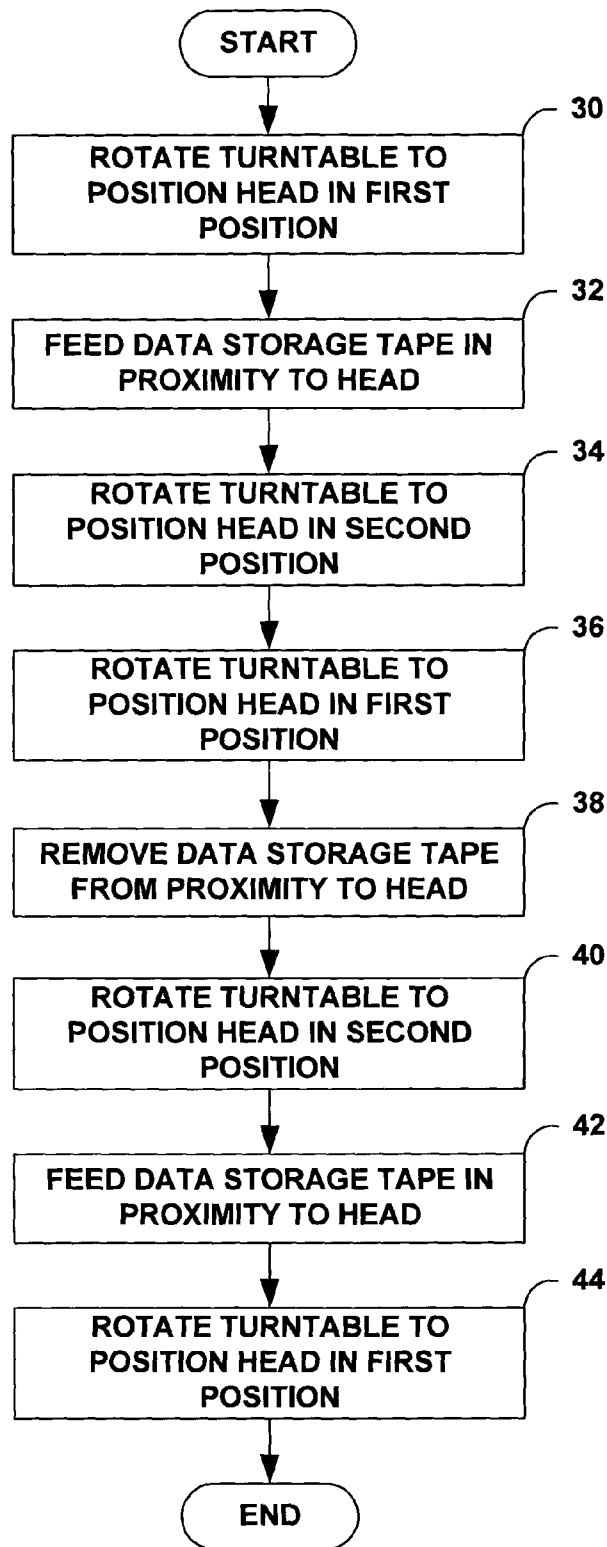 START
30
ROTATE TURNTABLE TO
POSITION HEAD IN FIRST
POSITION
32
FEED DATA STORAGE TAPE IN
PROXIMITY TO HEAD
34
ROTATE TURNTABLE TO
POSITION HEAD IN SECOND
POSITION
36
ROTATE TURNTABLE TO
POSITION HEAD IN FIRST
POSITION
38
REMOVE DATA STORAGE TAPE
FROM PROXIMITY TO HEAD
40
ROTATE TURNTABLE TO
POSITION HEAD IN SECOND
POSITION
42
FEED DATA STORAGE TAPE IN
PROXIMITY TO HEAD
44
ROTATE TURNTABLE TO
POSITION HEAD IN FIRST
POSITION
END